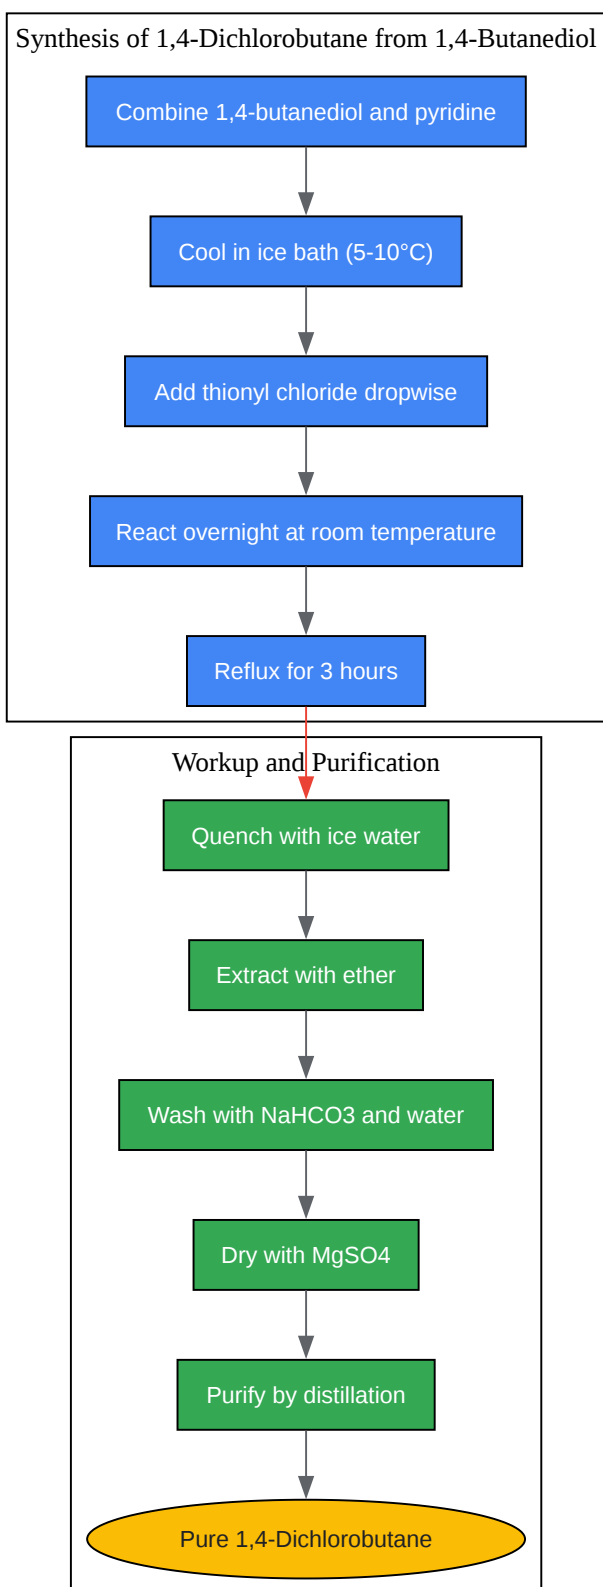 Synthesis of 1,4-Dichlorobutane from 1,4-Butanediol
Combine 1,4-butanediol and pyridine
Cool in ice bath (5-10°C)
Add thionyl chloride dropwise
React overnight at room temperature
Reflux for 3 hours
Workup and Purification
Quench with ice water
Extract with ether
Wash with NaHCO3 and water
Dry with MgSO4
Purify by distillation
Pure 1,4-Dichlorobutane